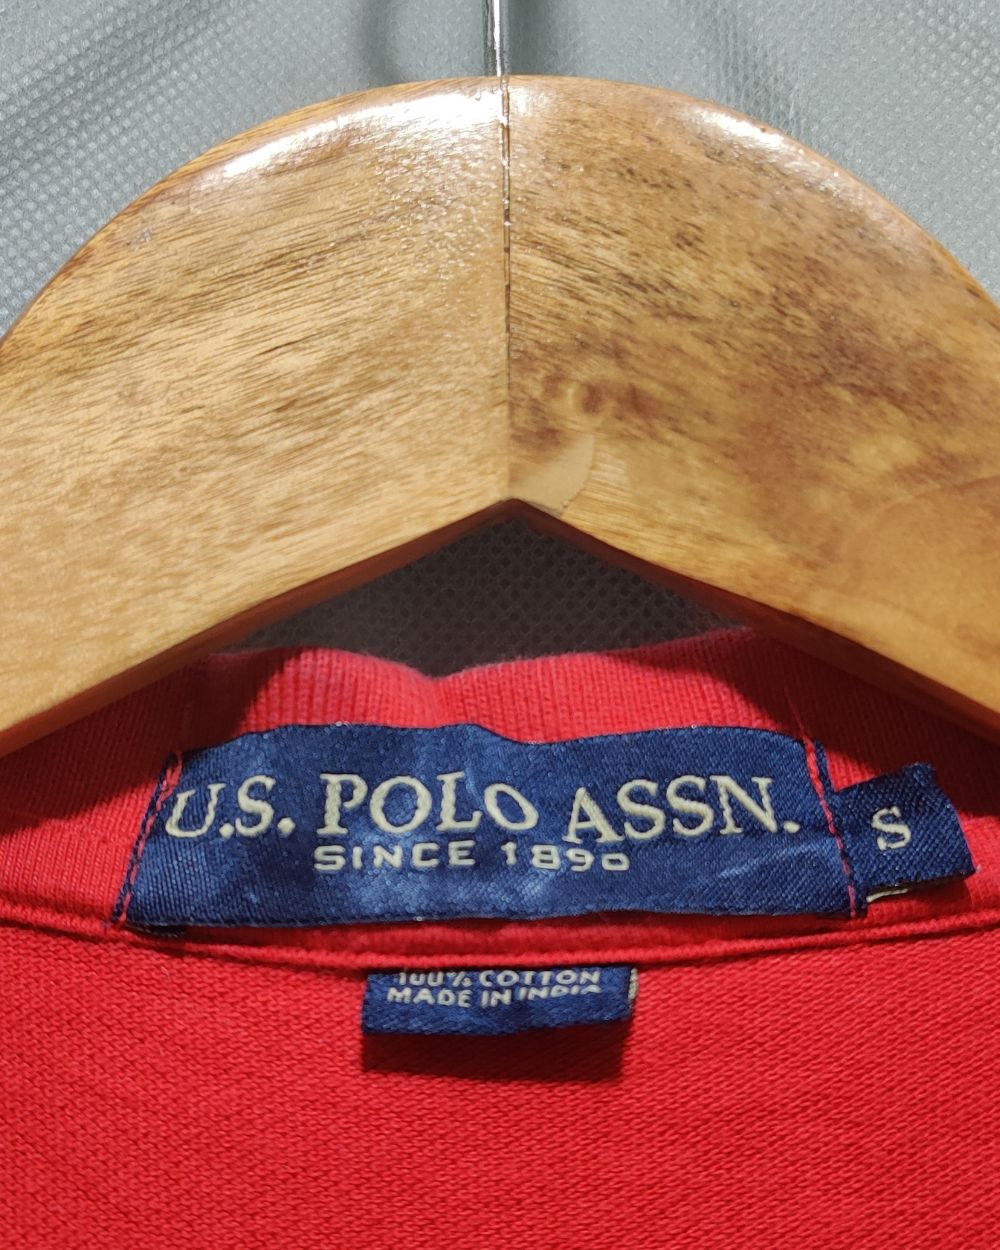 U.S. POLO ASSN.
SINCE 1890
S
100% COTTON
MADE IN INDIA